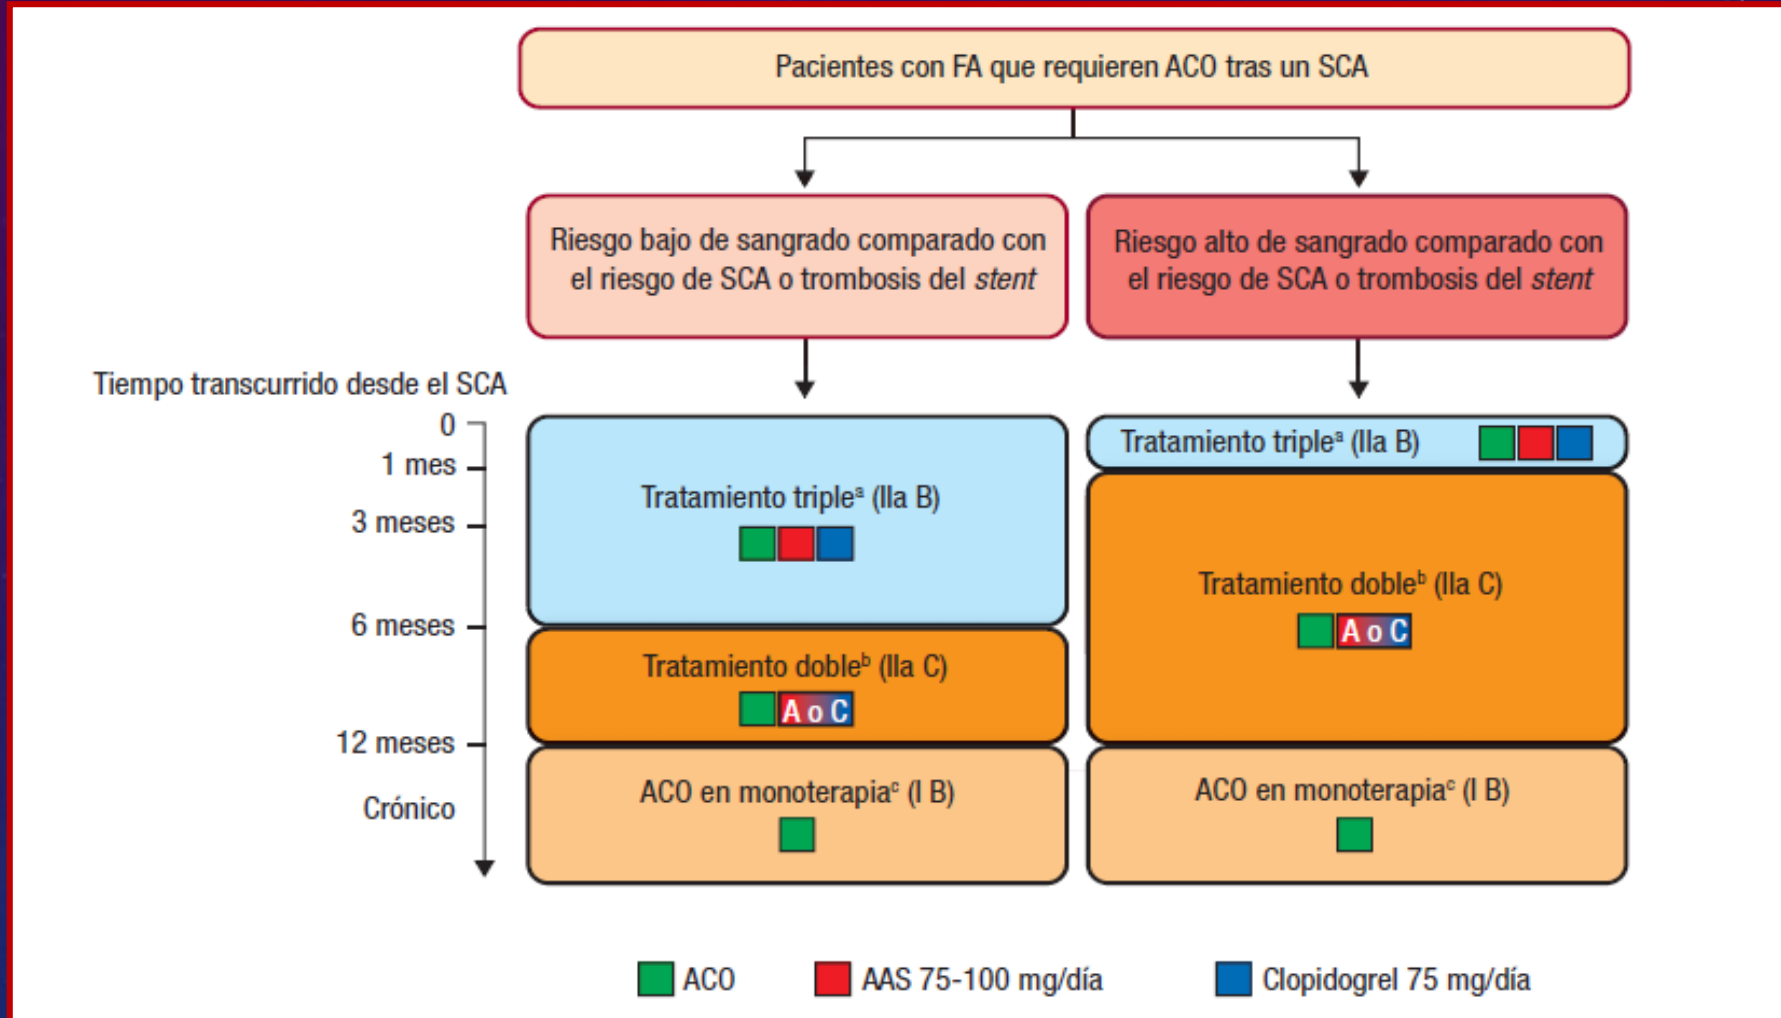 Pacientes con FA que requieren ACO tras un SCA
Riesgo bajo de sangrado comparado con
el riesgo de SCA o trombosis del stent
Riesgo alto de sangrado comparado con
el riesgo de SCA o trombosis del stent
Tiempo transcurrido desde el SCA
0
1 mes
3 meses
6 meses
12 meses
Crónico
Tratamiento tripleᵃ (IIa B)
Tratamiento dobleᵇ (IIa C)
A o C
ACO en monoterapiaᶜ (I B)
Tratamiento tripleᵃ (IIa B)
Tratamiento dobleᵇ (IIa C)
A o C
ACO en monoterapiaᶜ (I B)
ACO
AAS 75-100 mg/día
Clopidogrel 75 mg/día